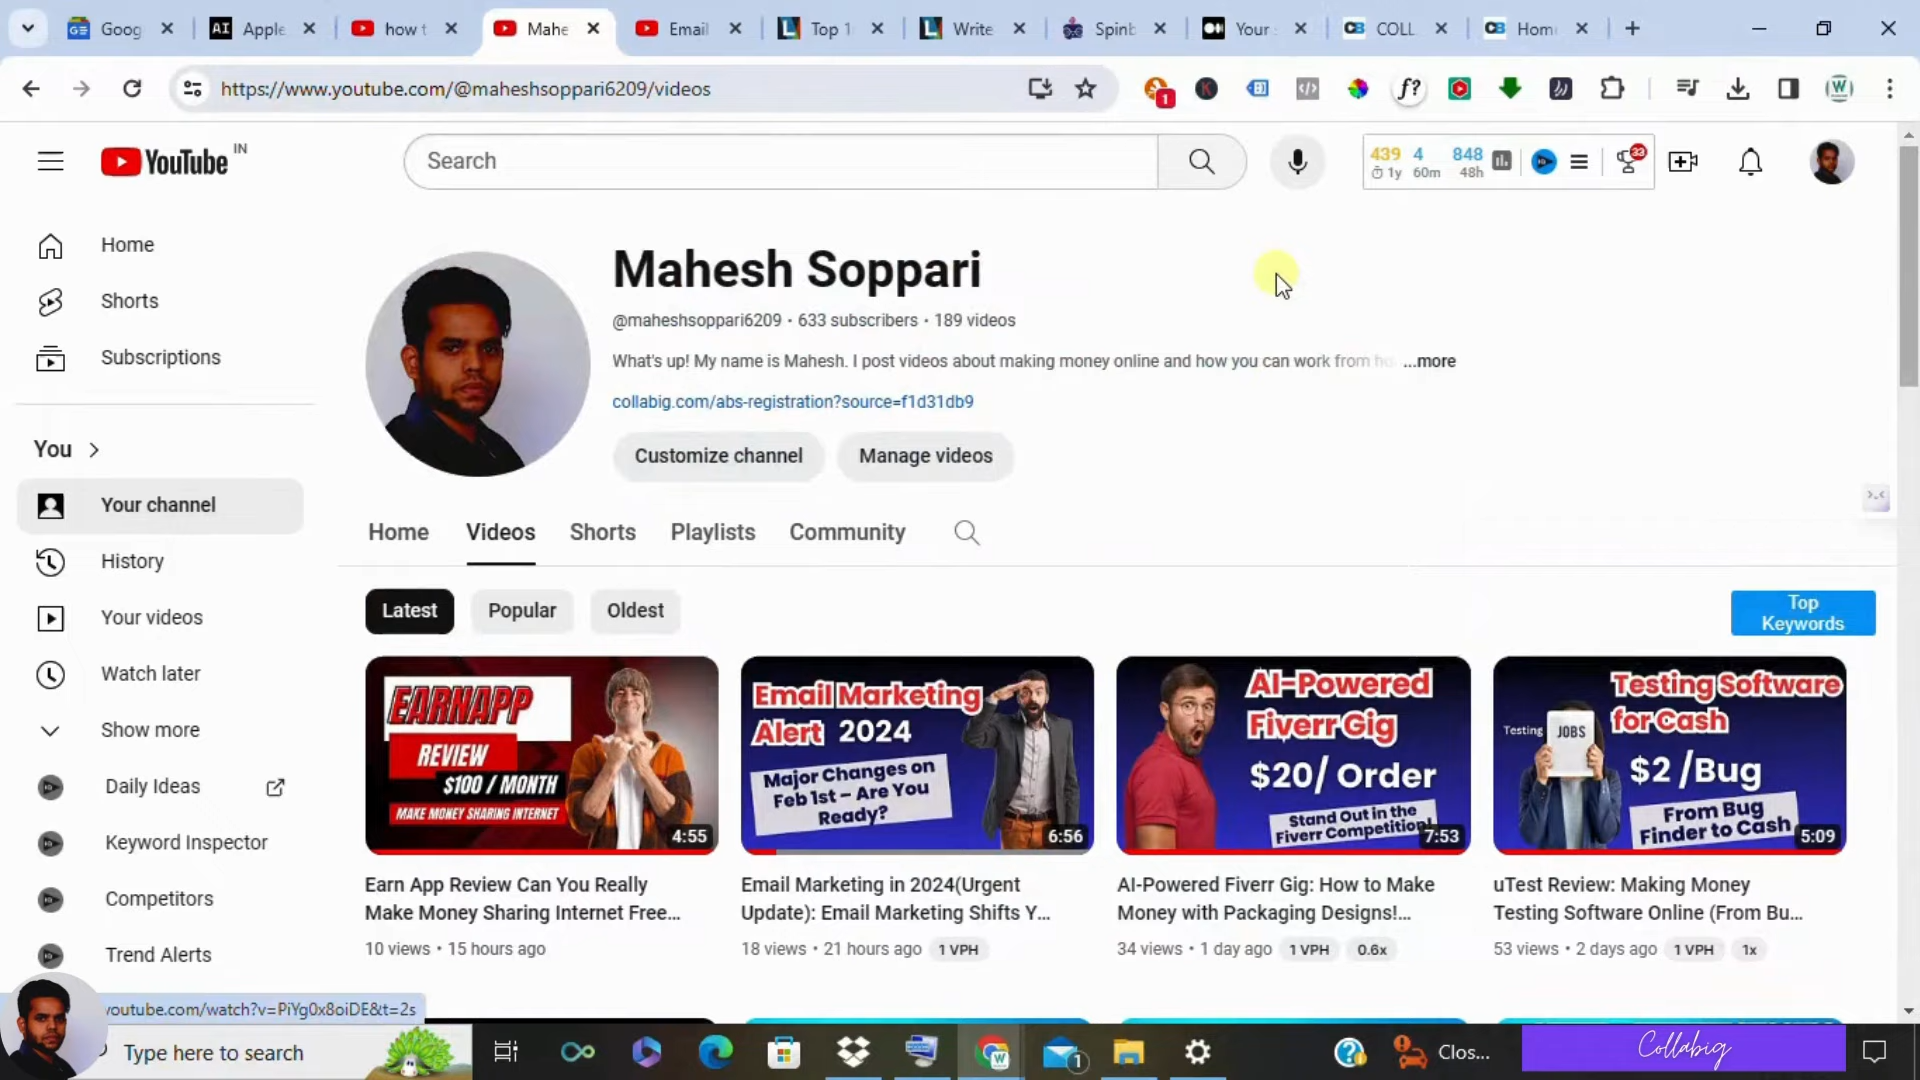 Goog
Apple
how t
Mahe
Email
Top 1
Write
Spinb
Your
COLL
Hom
https://www.youtube.com/@maheshsoppari6209/videos
1
f?
YouTube IN
Search
439 4 848
1y 60m 48h
33
Home
Shorts
Subscriptions
You
Your channel
History
Your videos
Watch later
Show more
Daily Ideas
Keyword Inspector
Competitors
Trend Alerts
Mahesh Soppari
@maheshsoppari6209 • 633 subscribers • 189 videos
What's up! My name is Mahesh. I post videos about making money online and how you can work from ho ...more
collabig.com/abs-registration?source=f1d31db9
Customize channel
Manage videos
Home Videos Shorts Playlists Community
Latest Popular Oldest
Top
Keywords
EARNAPP
REVIEW
$100 / MONTH
MAKE MONEY SHARING INTERNET
4:55
Earn App Review Can You Really
Make Money Sharing Internet Free...
10 views • 15 hours ago
Email Marketing
Alert 2024
Major Changes on
Feb 1st – Are You
Ready?
6:56
Email Marketing in 2024(Urgent
Update): Email Marketing Shifts Y...
18 views • 21 hours ago 1 VPH
AI-Powered
Fiverr Gig
$20/ Order
Stand Out in the
Fiverr Competition!
7:53
AI-Powered Fiverr Gig: How to Make
Money with Packaging Designs!...
34 views • 1 day ago 1 VPH 0.6x
Testing Software
for Cash
Testing
JOBS
$2 /Bug
From Bug
Finder to Cash
5:09
uTest Review: Making Money
Testing Software Online (From Bu...
53 views • 2 days ago 1 VPH 1x
youtube.com/watch?v=PiYg0x8oiDE&t=2s
Type here to search
1
Clos...
Collabig